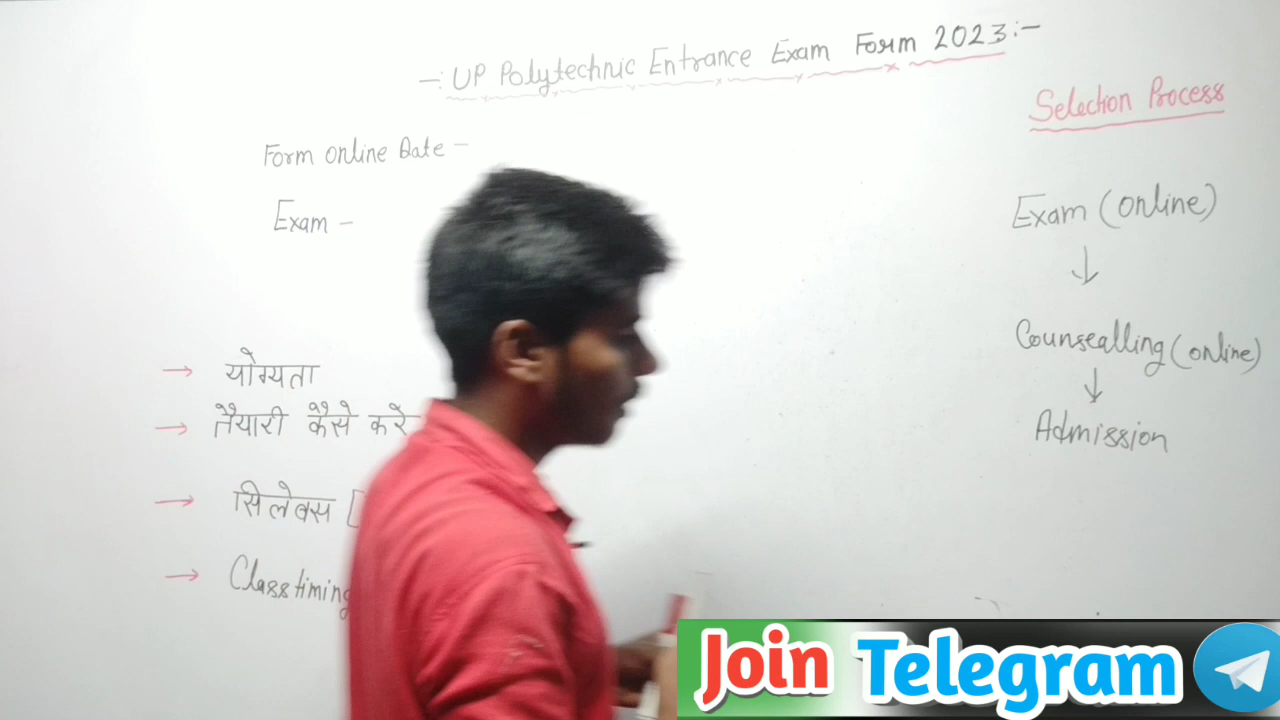 -: UP Polytechnic Entrance Exam Form 2023 :-
Form Online Date -
Exam -
→ योग्यता
→ तैयारी कैसे करे
→ सिलेक्स [
→ Class timing
Selection Process
Exam (Online)
↓
Counsealling (online)
↓
Admission
Join Telegram